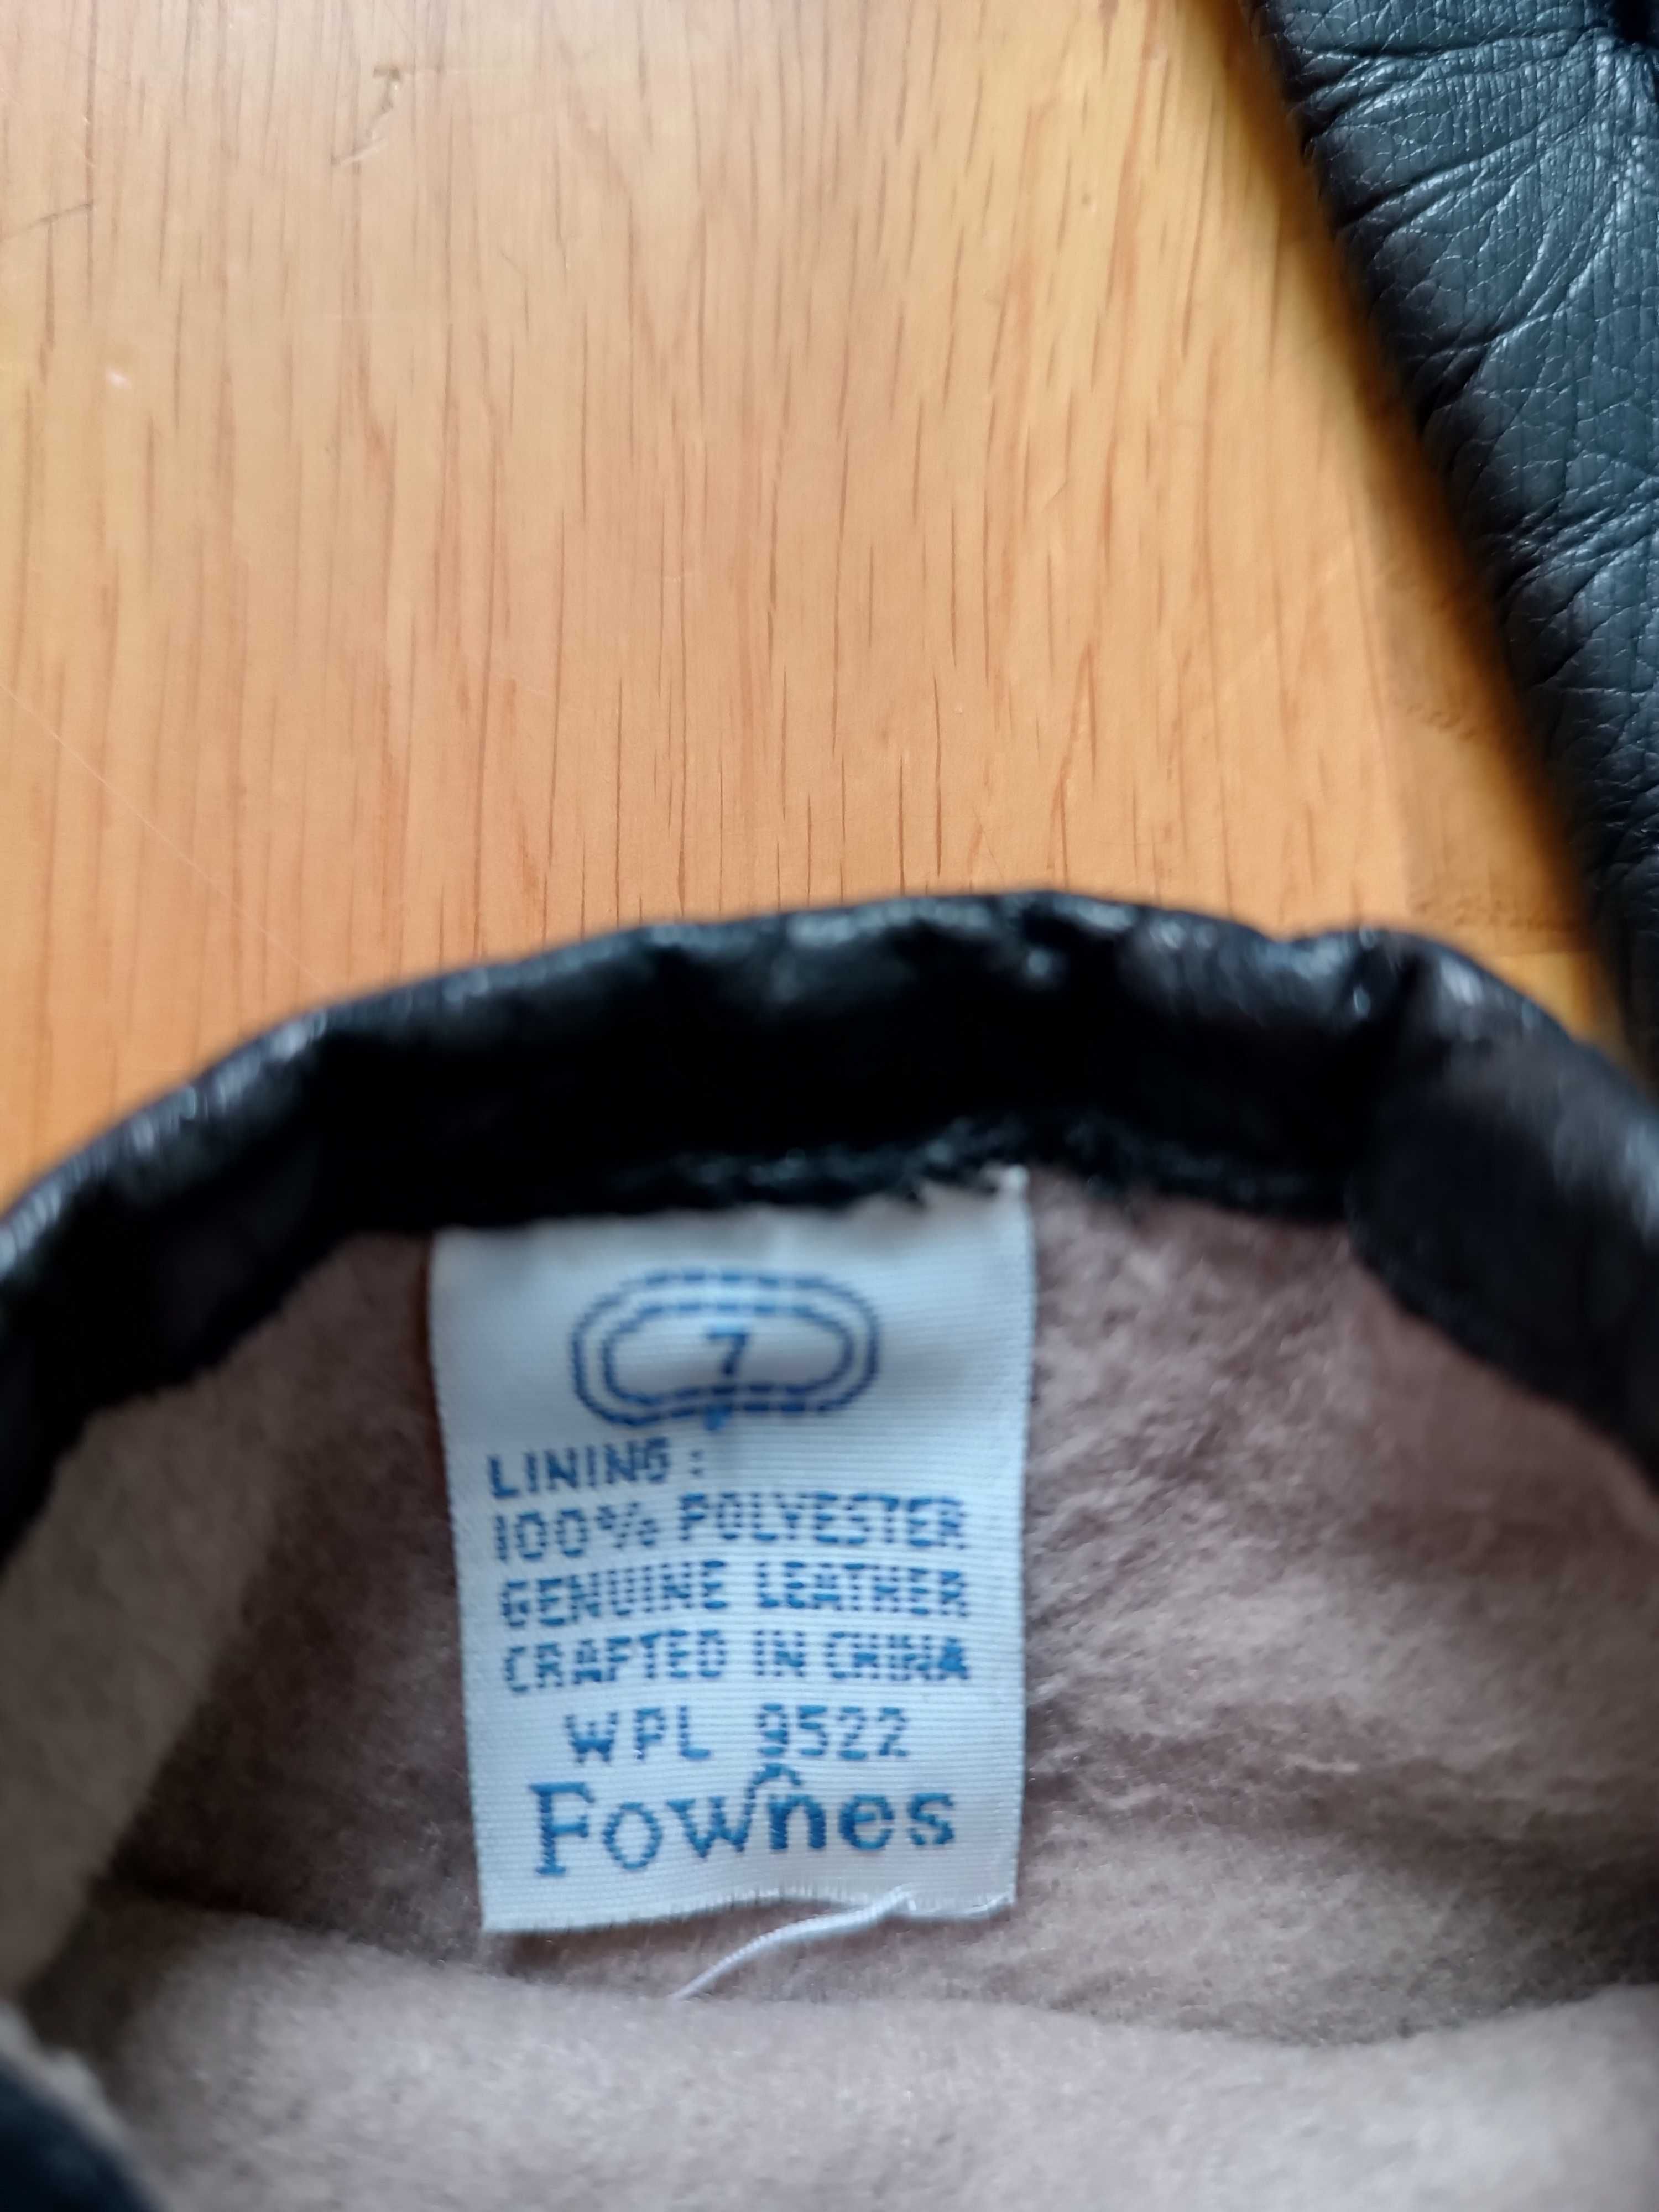 7
LINING :
100% POLYESTER
GENUINE LEATHER
CRAFTED IN CHINA
WPL 9522
Fownes